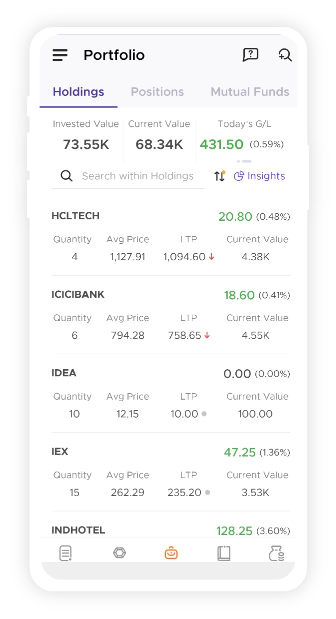 Portfolio
Holdings Positions Mutual Funds
Invested Value Current Value Today's G/L
73.55K 68.34K 431.50 (0.59%)
Search within Holdings Insights
HCLTECH 20.80 (0.48%)
Quantity Avg Price LTP Current Value
4 1,127.91 1,094.60 4.38K
ICICIBANK 18.60 (0.41%)
Quantity Avg Price LTP Current Value
6 794.28 758.65 4.55K
IDEA 0.00 (0.00%)
Quantity Avg Price LTP Current Value
10 12.15 10.00 100.00
IEX 47.25 (1.36%)
Quantity Avg Price LTP Current Value
15 262.29 235.20 3.53K
INDHOTEL 128.25 (3.60%)